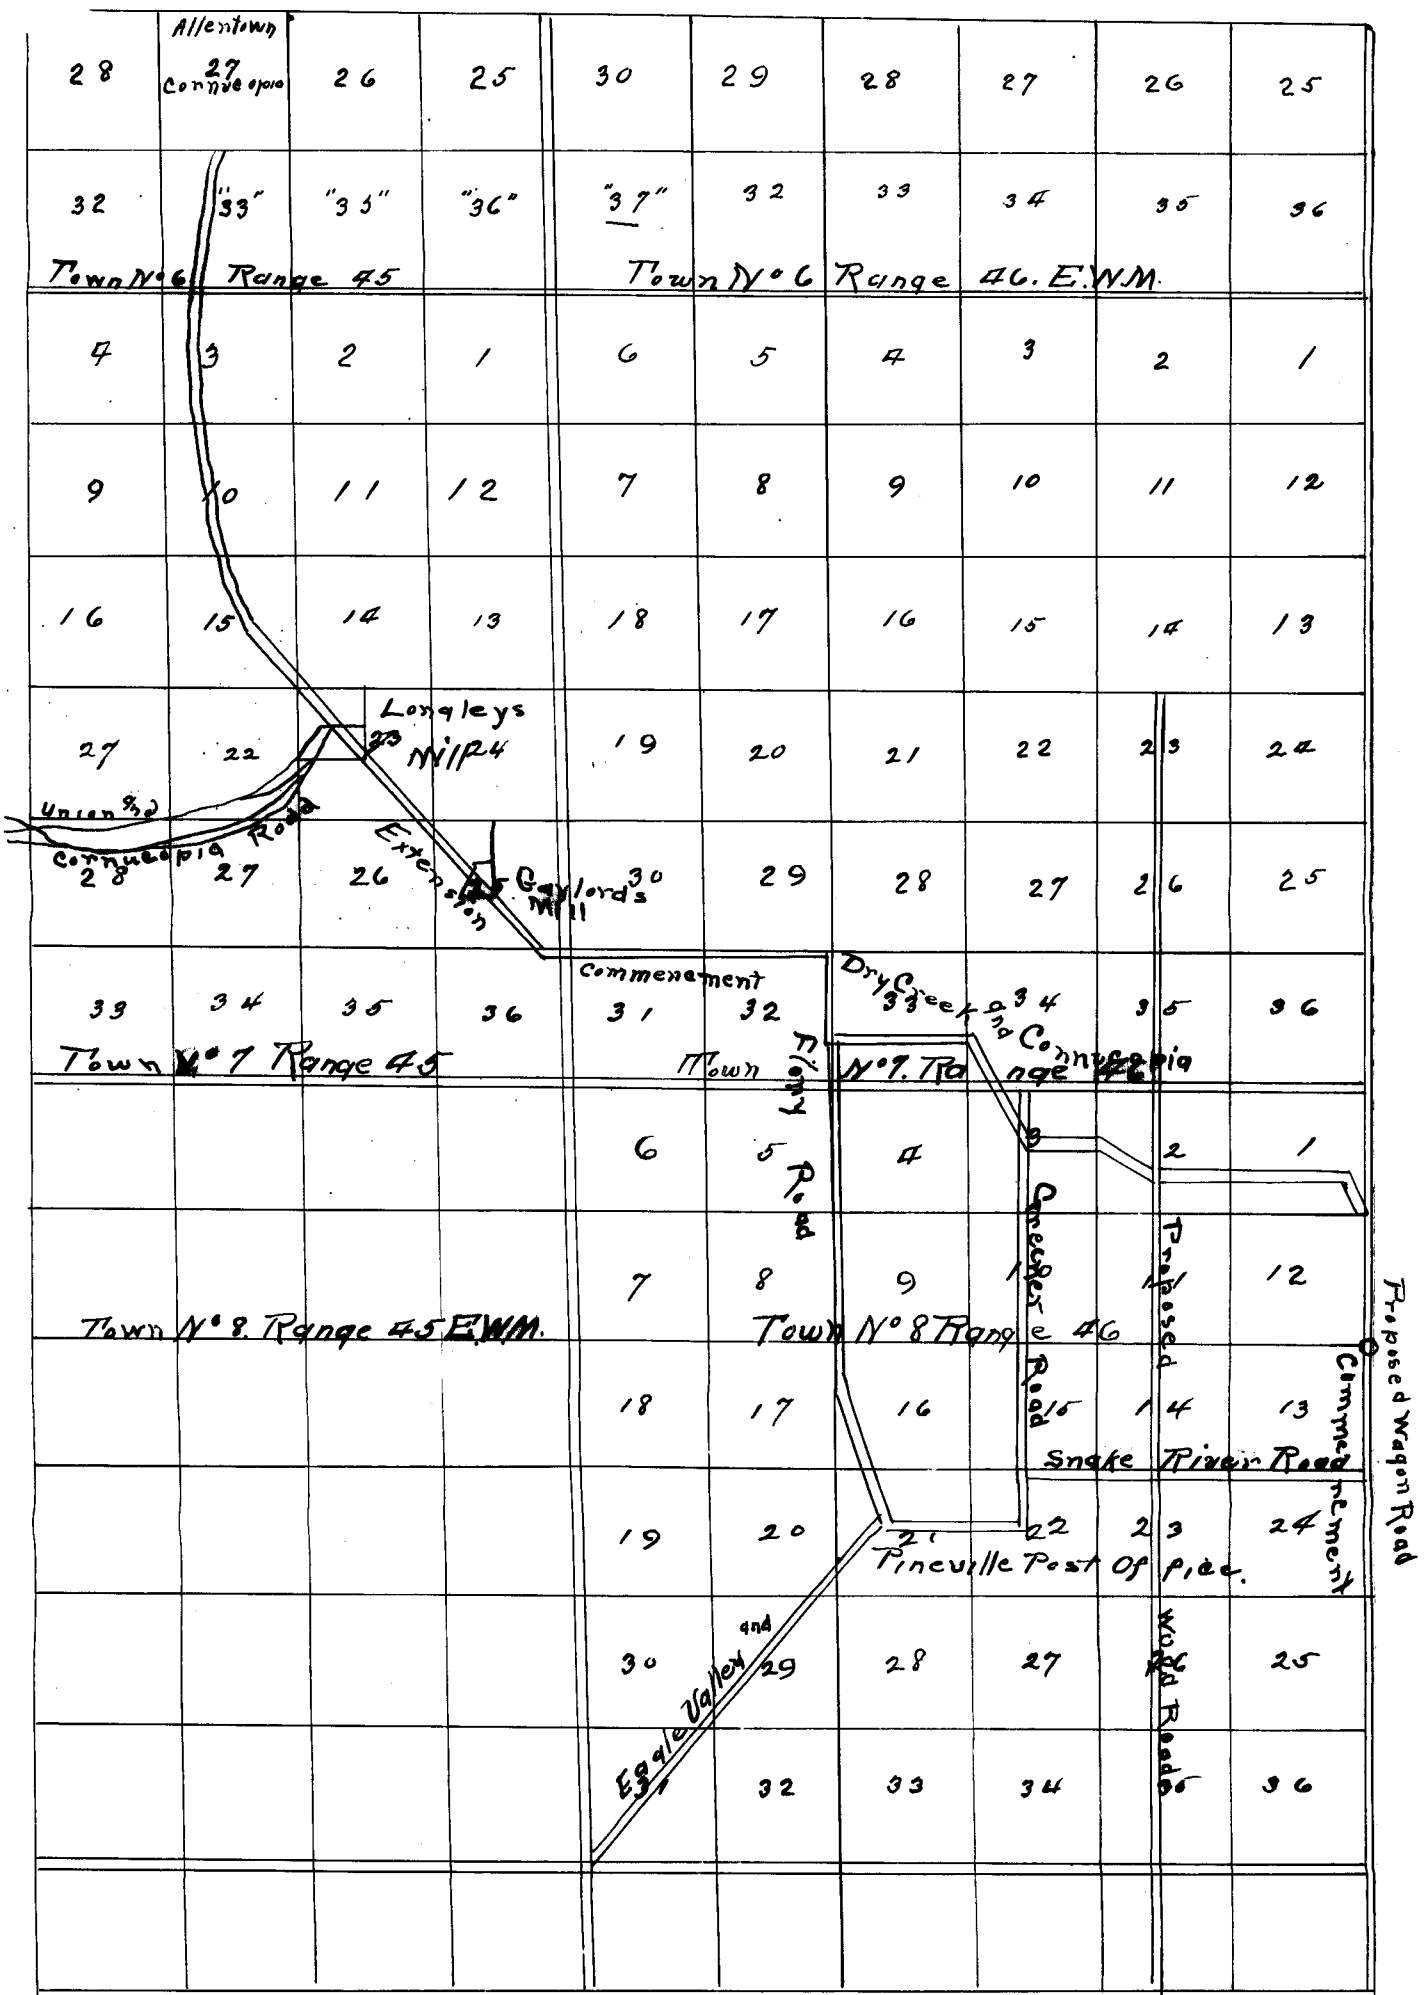 Allentown
28 27 26 25 30 29 28 27 26 25
Connucopia
32 "33" "35" "36" "37" 32 33 34 35 36
Town No 6 Range 45 Town No 6 Range 46. E.W.M.
4 3 2 1 6 5 4 3 2 1
9 10 11 12 7 8 9 10 11 12
16 15 14 13 18 17 16 15 14 13
Longleys
27 22 23 Mill 24 19 20 21 22 23 24
Union and
Cornucopia Road
Extension
28 27 26 25 30 29 28 27 26 25
Gaylords
Mill
Commenement
Dry Creek and Connucopia
33 34 35 36 31 32 33 34 35 36
Town No 7 Range 45 Town No 7. Range 46
6 5 4 3 2 1
Road
7 8 9 10 11 12
Greener Road
Proposed Wood Road
Town No 8. Range 45 E.W.M. Town No 8 Range 46
Proposed Wagon Road
Commencement
18 17 16 15 14 13
Snake River Road
19 20 21 22 23 24
Pineville Post Office.
Eagle Valley and
30 29 28 27 26 25
31 32 33 34 35 36